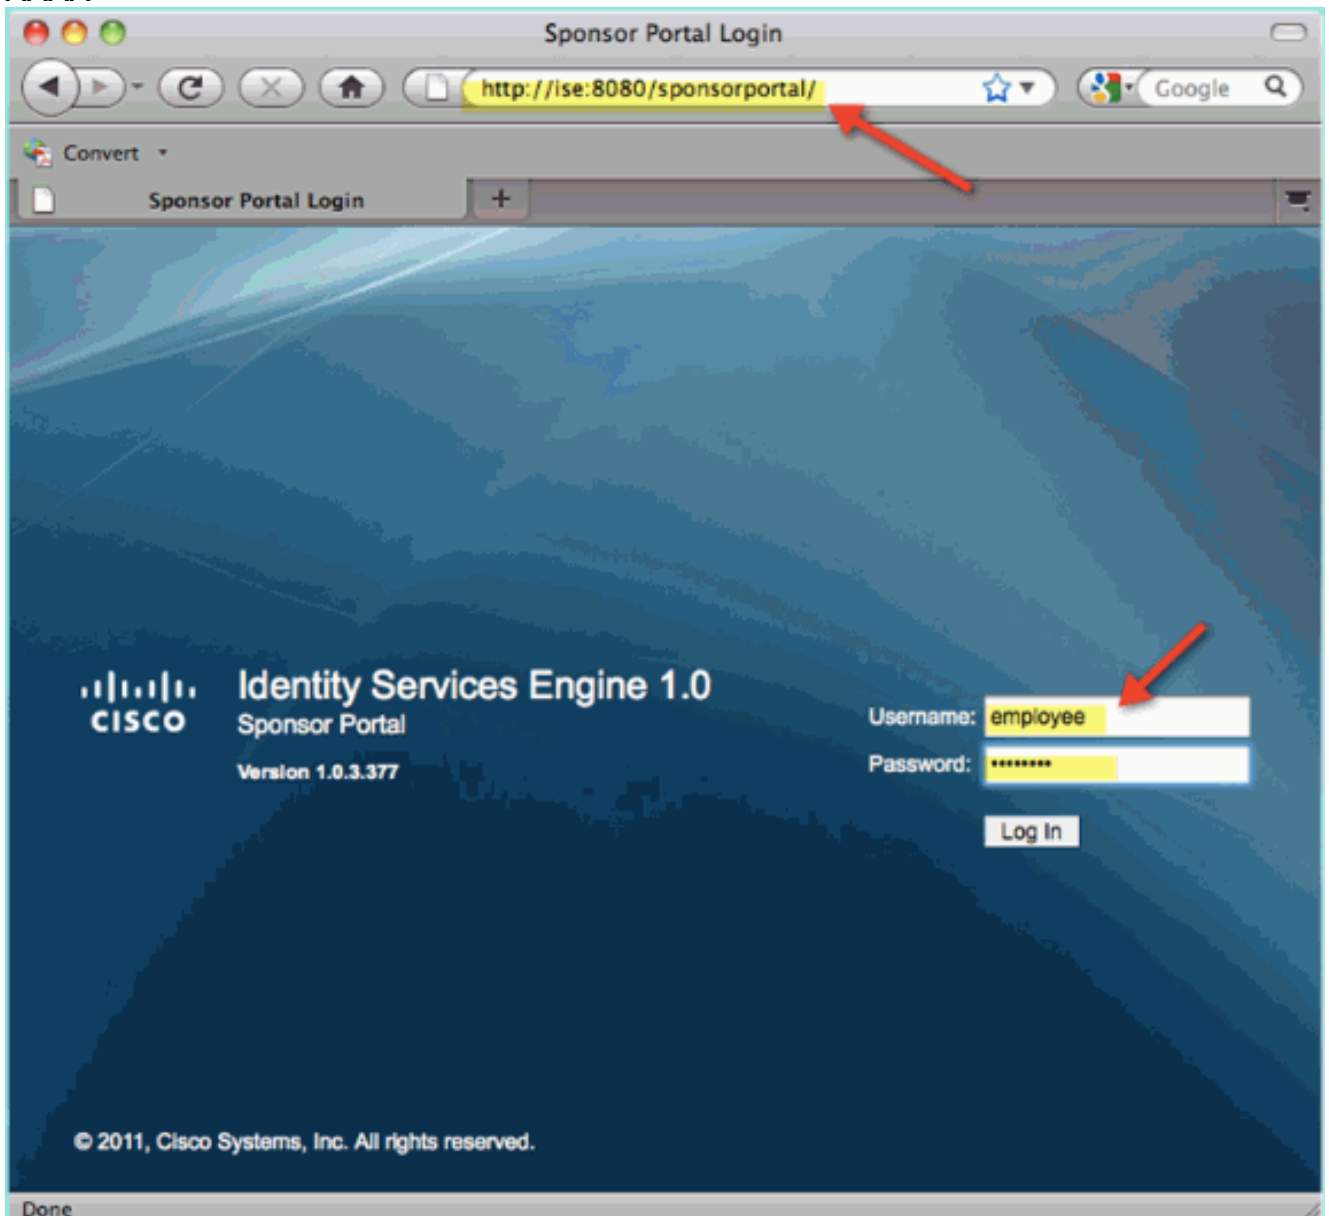 Sponsor Portal Login
http://ise:8080/sponsorportal/
Google
Convert
Sponsor Portal Login
CISCO
Identity Services Engine 1.0
Sponsor Portal
Version 1.0.3.377
Username: employee
Password: ••••••••
Log In
© 2011, Cisco Systems, Inc. All rights reserved.
Done